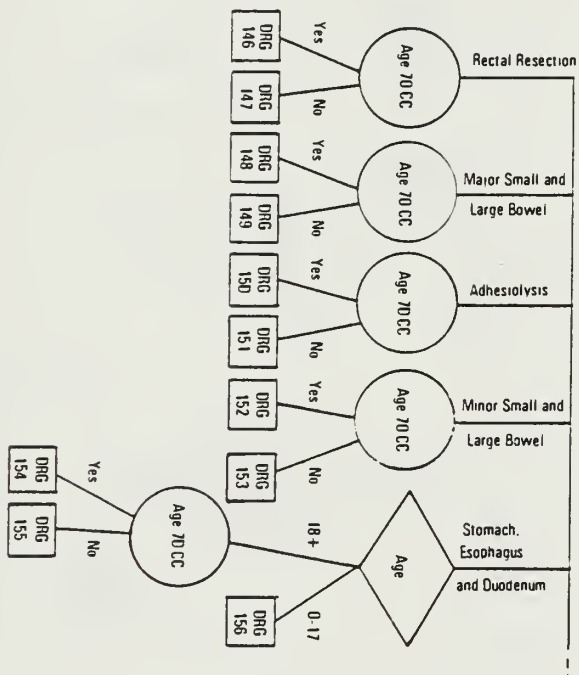 Rectal Resection
Age 70 CC
Yes
No
DRG
146
DRG
147
Major Small and
Large Bowel
Age 70 CC
Yes
No
DRG
148
DRG
149
Adhesiolysis
Age 70 CC
Yes
No
DRG
150
DRG
151
Minor Small and
Large Bowel
Age 70 CC
Yes
No
DRG
152
DRG
153
Stomach,
Esophagus
and Duodenum
Age
18+
0-17
DRG
156
Age 70 CC
Yes
No
DRG
154
DRG
155